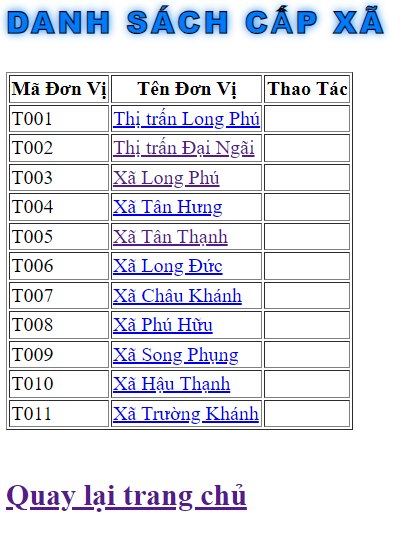 DANH SÁCH CẤP XÃ
Mã Đơn Vị Tên Đơn Vị Thao Tác
T001 Thị trấn Long Phú
T002 Thị trấn Đại Ngãi
T003 Xã Long Phú
T004 Xã Tân Hưng
T005 Xã Tân Thạnh
T006 Xã Long Đức
T007 Xã Châu Khánh
T008 Xã Phú Hữu
T009 Xã Song Phụng
T010 Xã Hậu Thạnh
T011 Xã Trường Khánh
Quay lại trang chủ